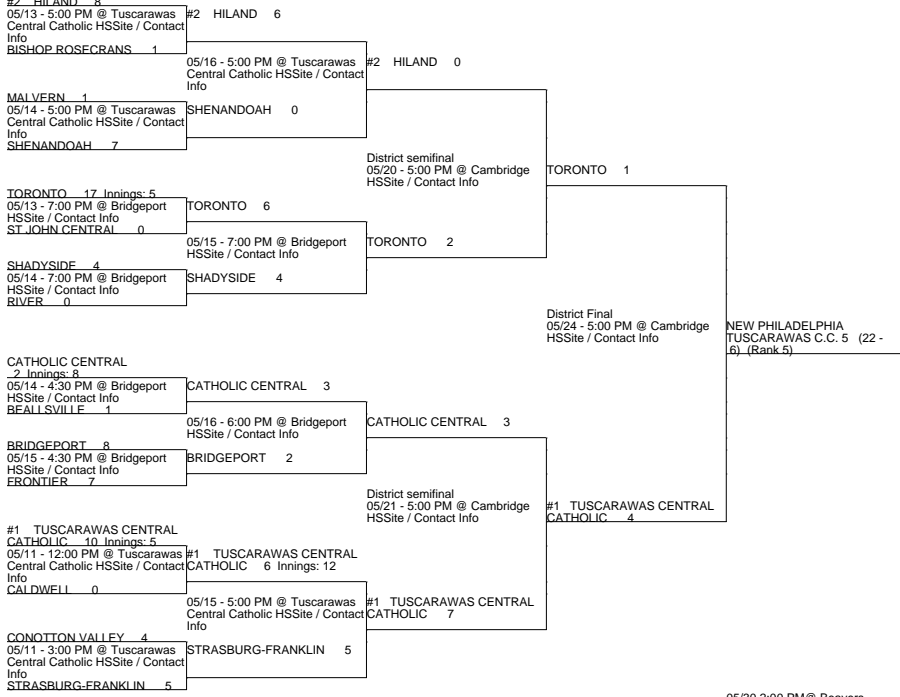 #2 HILAND 8
05/13 - 5:00 PM @ Tuscarawas
Central Catholic HSSite / Contact
Info
BISHOP ROSECRANS 1
#2 HILAND 6
05/16 - 5:00 PM @ Tuscarawas
Central Catholic HSSite / Contact
Info
#2 HILAND 0
MALVERN 1
05/14 - 5:00 PM @ Tuscarawas
Central Catholic HSSite / Contact
Info
SHENANDOAH 7
SHENANDOAH 0
District semifinal
05/20 - 5:00 PM @ Cambridge
HSSite / Contact Info
TORONTO 1
TORONTO 17 Innings: 5
05/13 - 7:00 PM @ Bridgeport
HSSite / Contact Info
ST JOHN CENTRAL 0
TORONTO 6
05/15 - 7:00 PM @ Bridgeport
HSSite / Contact Info
TORONTO 2
SHADYSIDE 4
05/14 - 7:00 PM @ Bridgeport
HSSite / Contact Info
RIVER 0
SHADYSIDE 4
District Final
05/24 - 5:00 PM @ Cambridge
HSSite / Contact Info
NEW PHILADELPHIA
TUSCARAWAS C.C. 5 (22 -
6) (Rank 5)
CATHOLIC CENTRAL
2 Innings: 8
05/14 - 4:30 PM @ Bridgeport
HSSite / Contact Info
BEALLSVILLE 1
CATHOLIC CENTRAL 3
05/16 - 6:00 PM @ Bridgeport
HSSite / Contact Info
CATHOLIC CENTRAL 3
BRIDGEPORT 8
05/15 - 4:30 PM @ Bridgeport
HSSite / Contact Info
FRONTIER 7
BRIDGEPORT 2
District semifinal
05/21 - 5:00 PM @ Cambridge
HSSite / Contact Info
#1 TUSCARAWAS CENTRAL
CATHOLIC 4
#1 TUSCARAWAS CENTRAL
CATHOLIC 10 Innings: 5
05/11 - 12:00 PM @ Tuscarawas
Central Catholic HSSite / Contact
Info
CALDWELL 0
#1 TUSCARAWAS CENTRAL
CATHOLIC 6 Innings: 12
05/15 - 5:00 PM @ Tuscarawas
Central Catholic HSSite / Contact
Info
#1 TUSCARAWAS CENTRAL
CATHOLIC 7
CONOTTON VALLEY 4
05/11 - 3:00 PM @ Tuscarawas
Central Catholic HSSite / Contact
Info
STRASBURG-FRANKLIN 5
STRASBURG-FRANKLIN 5